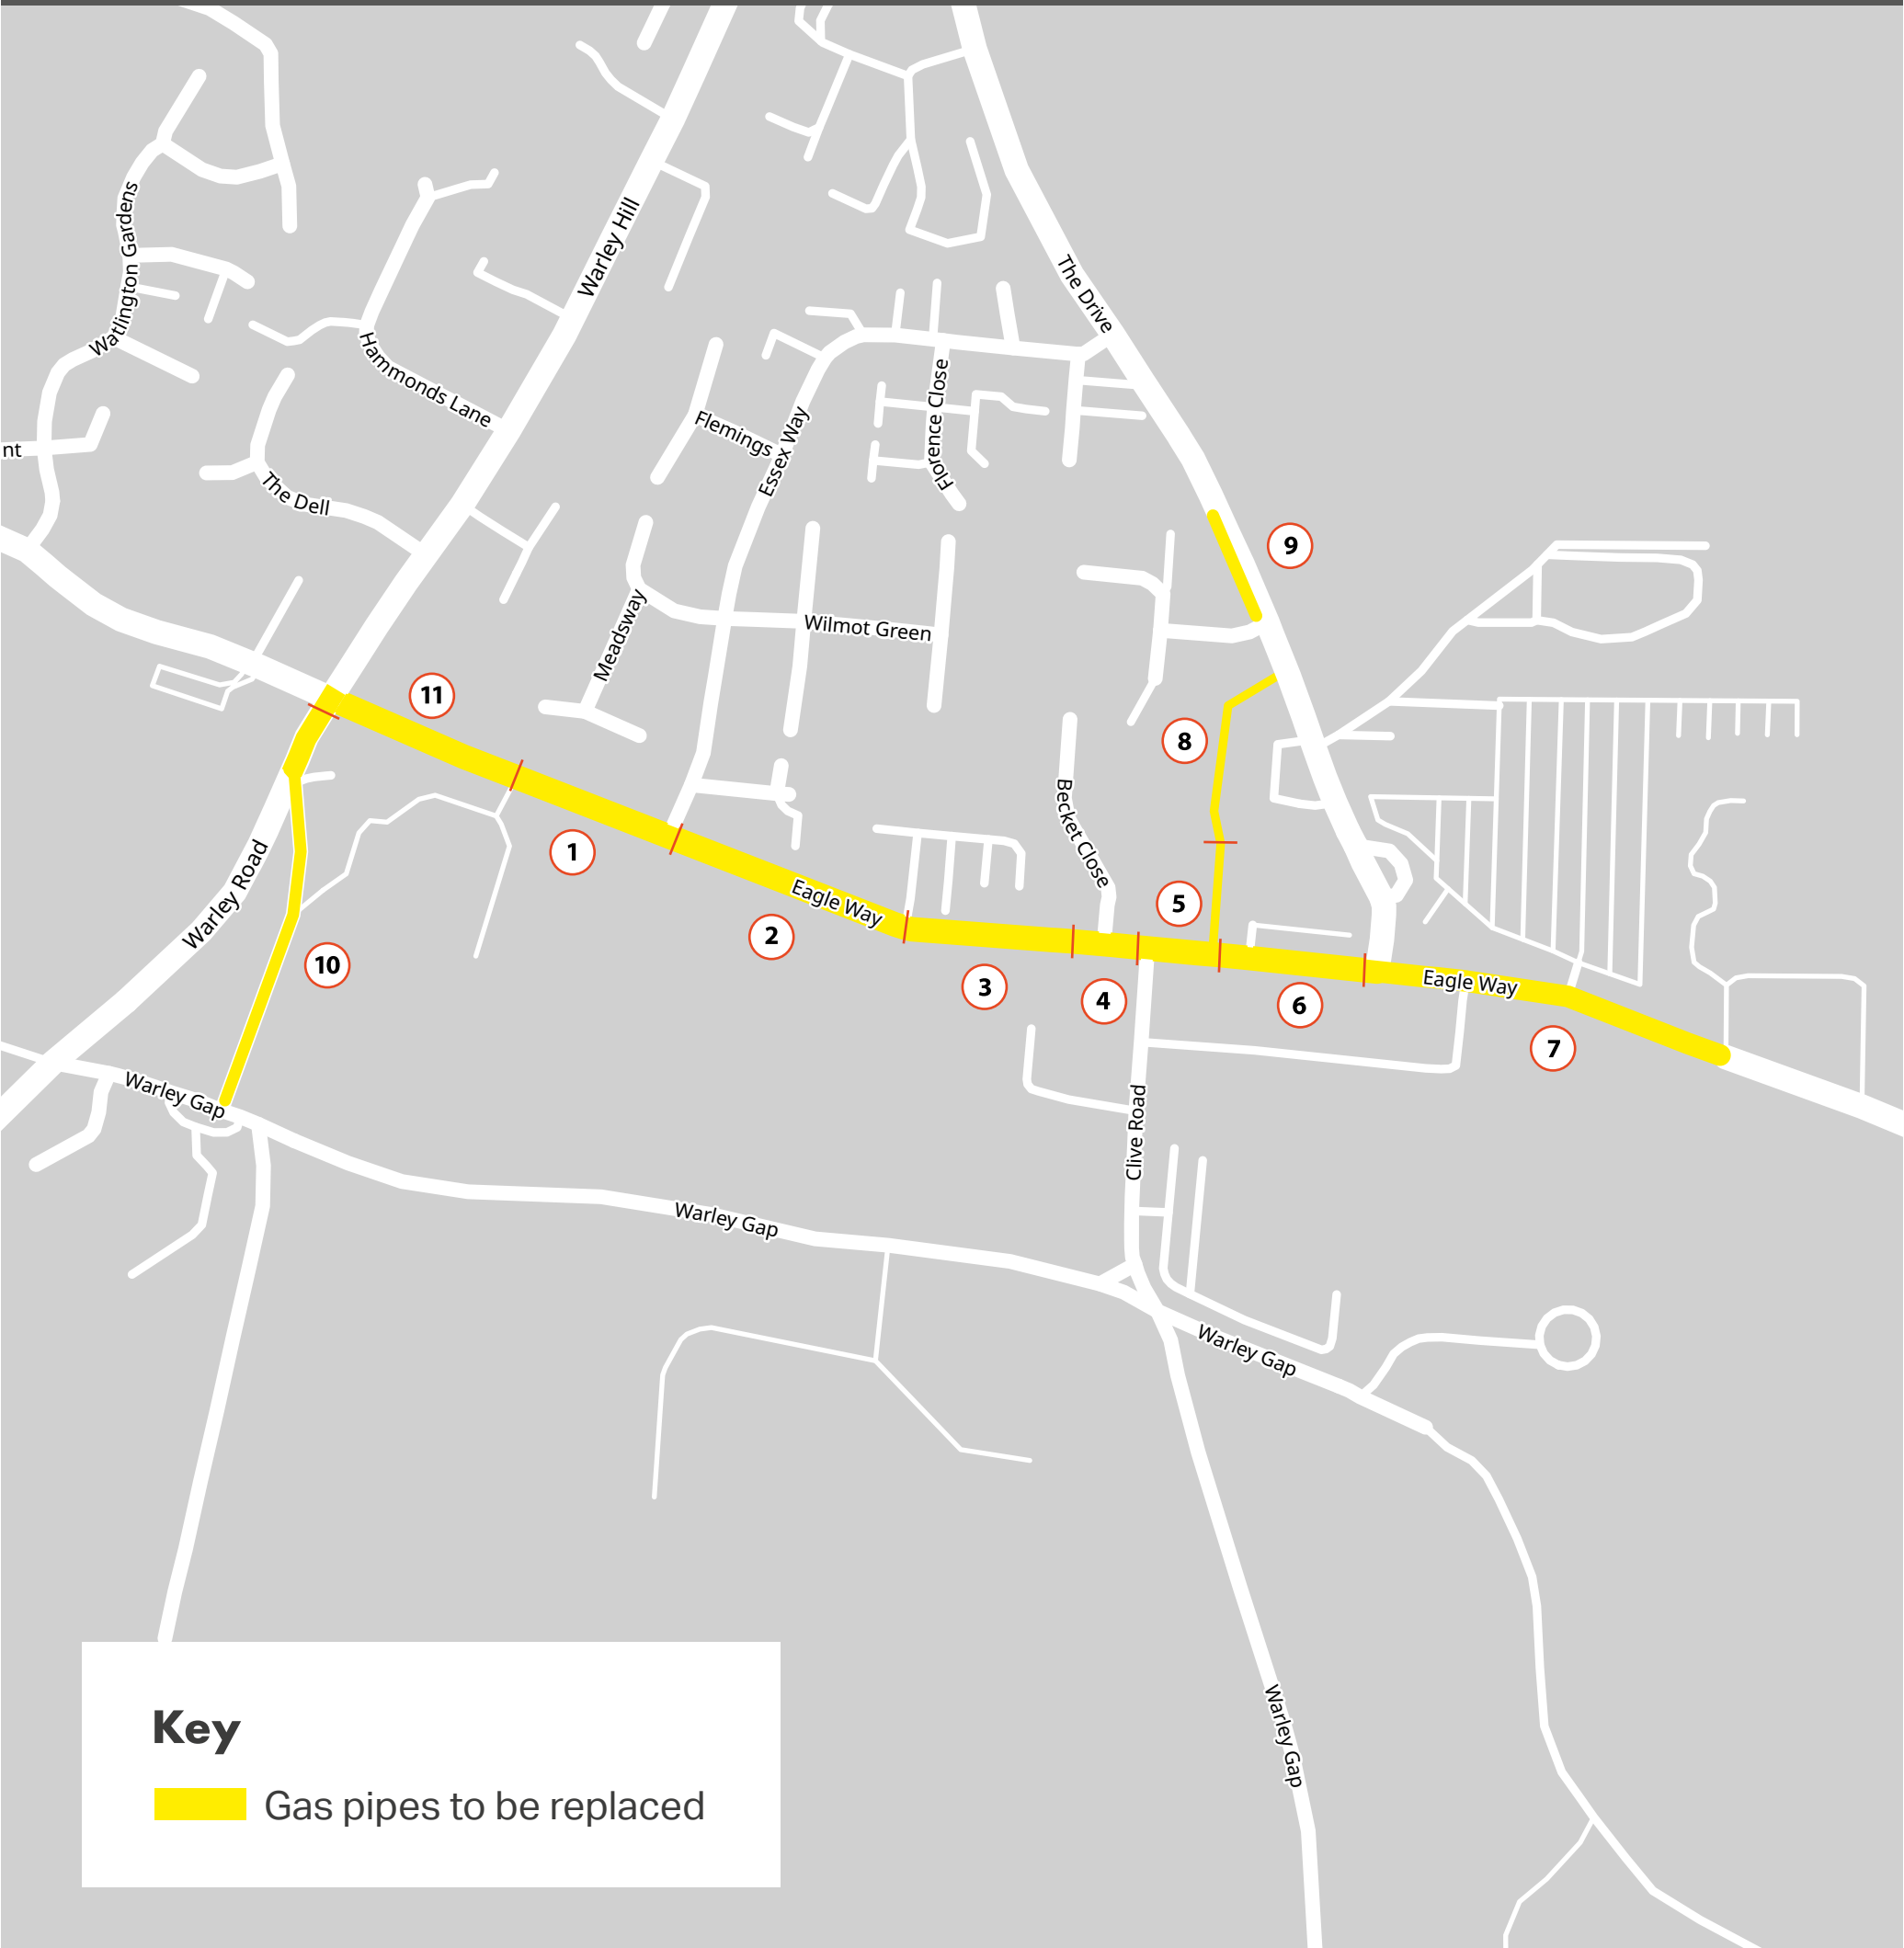 Watlington Gardens
Warley Hill
The Drive
Hammonds Lane
Florence Close
Flemings
Essex Way
nt
The Dell
9
Meadsway
Wilmot Green
11
8
Becket Close
1
Warley Road
Eagle Way
5
2
10
3
4
Eagle Way
6
7
Warley Gap
Clive Road
Warley Gap
Warley Gap
Warley Gap
Key
Gas pipes to be replaced